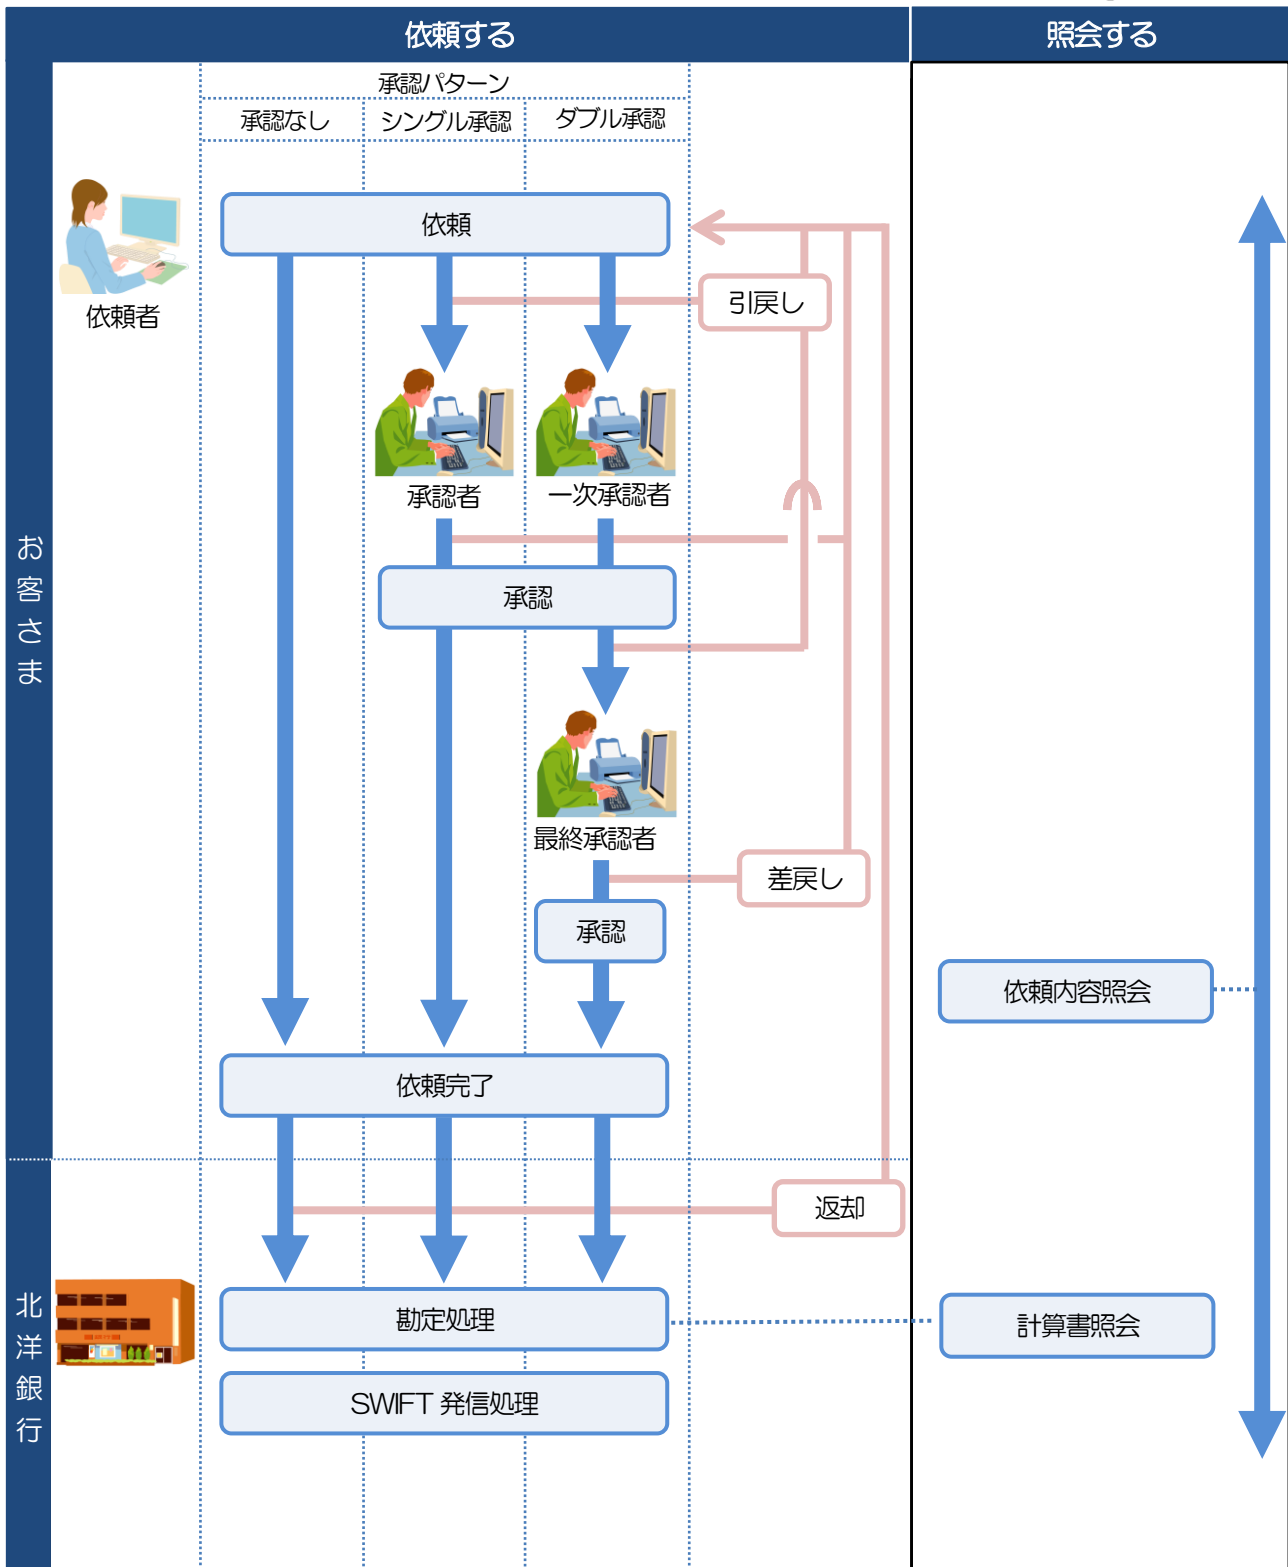 依頼する
照会する
承認パターン
承認なし
シングル承認
ダブル承認
依頼
依頼者
引戻し
承認者
一次承認者
お客さま
承認
最終承認者
差戻し
承認
依頼内容照会
依頼完了
返却
北洋銀行
勘定処理
計算書照会
SWIFT 発信処理